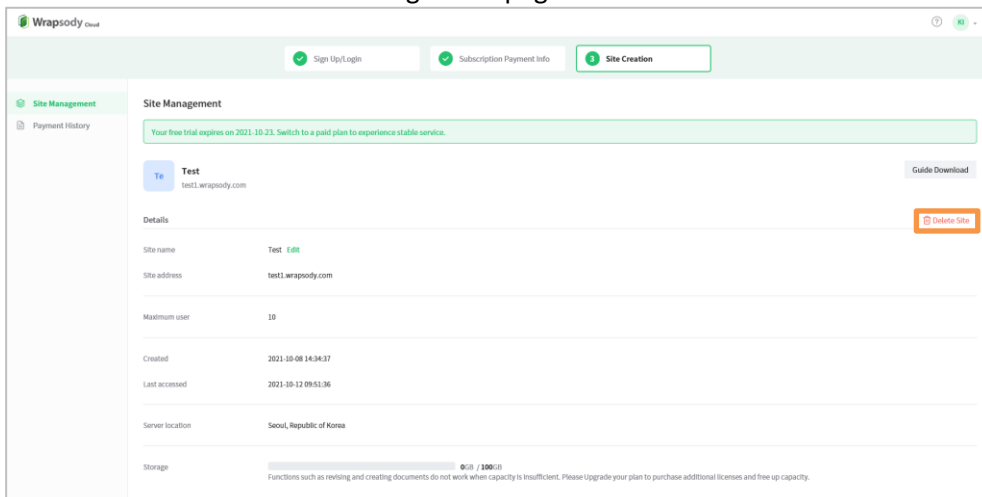 Wrapsody Cloud
KI
Sign Up/Login
Subscription Payment Info
3 Site Creation
Site Management
Payment History
Site Management
Your free trial expires on 2021-10-23. Switch to a paid plan to experience stable service.
Te
Test
test1.wrapsody.com
Guide Download
Details
Delete Site
Site name Test Edit
Site address test1.wrapsody.com
Maximum user 10
Created 2021-10-08 14:34:37
Last accessed 2021-10-12 09:51:36
Server location Seoul, Republic of Korea
Storage 0GB / 100GB
Functions such as revising and creating documents do not work when capacity is insufficient. Please Upgrade your plan to purchase additional licenses and free up capacity.